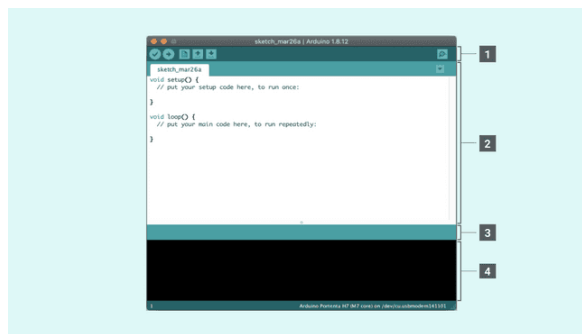 sketch_mar26a | Arduino 1.8.12
1
sketch_mar26a
void setup() {
// put your setup code here, to run once:
}
void loop() {
// put your main code here, to run repeatedly:
}
2
3
4
1
Arduino Portenta H7 (M7 core) on /dev/cu.usbmodem141101